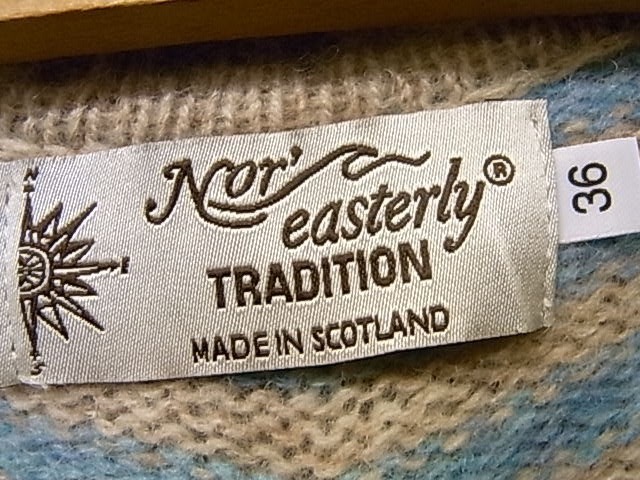 Nor'
easterly®
TRADITION
MADE IN SCOTLAND
N
E
S
36